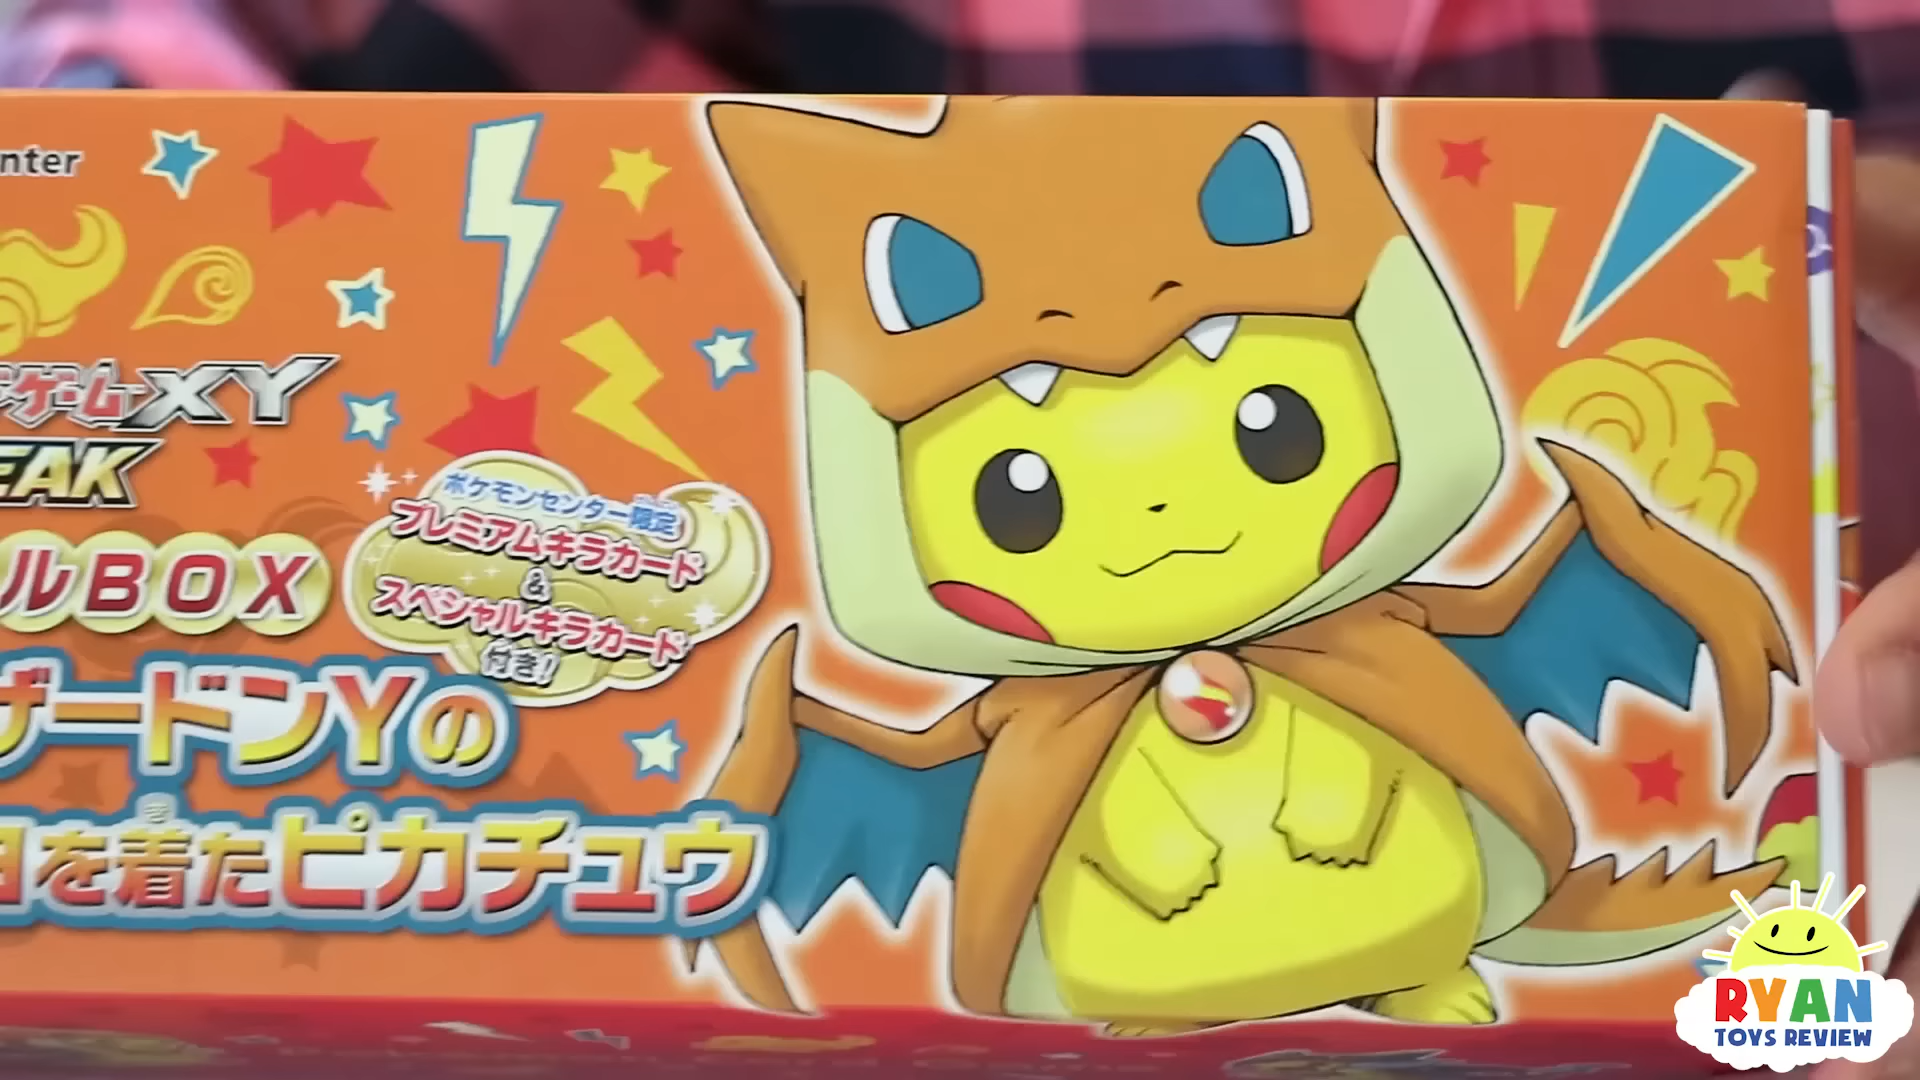 nter
ゲームXY
EAK
ルBOX
ポケモンセンター限定
プレミアムキラカード
&
スペシャルキラカード
付き!
ザードンYの
を着たピカチュウ
き
RYAN
TOYS REVIEW